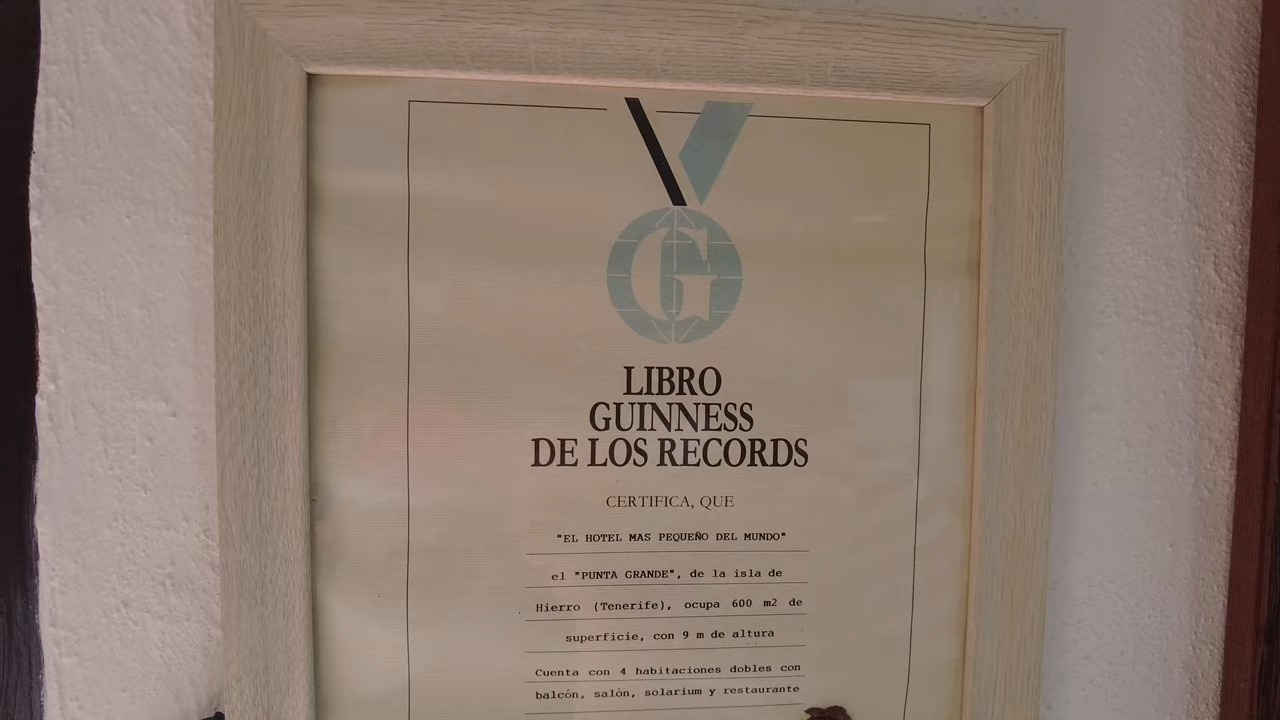 G
LIBRO
GUINNESS
DE LOS RECORDS
CERTIFICA, QUE
"EL HOTEL MAS PEQUEÑO DEL MUNDO"
el "PUNTA GRANDE", de la isla de
Hierro (Tenerife), ocupa 600 m2 de
superficie, con 9 m de altura
Cuenta con 4 habitaciones dobles con
balcón, salón, solarium y restaurante